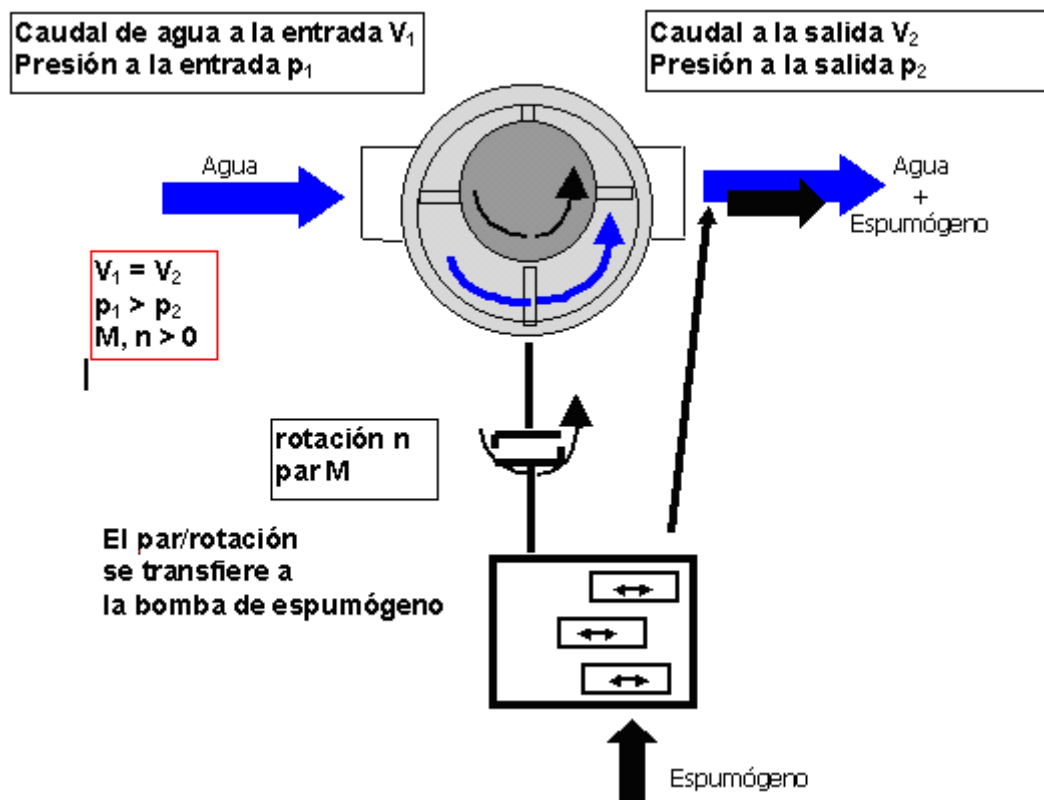 Caudal de agua a la entrada V₁
Presión a la entrada p₁
Caudal a la salida V₂
Presión a la salida p₂
Agua
Agua
+
Espumógeno
V₁ = V₂
p₁ > p₂
M, n > 0
rotación n
par M
El par/rotación
se transfiere a
la bomba de espumógeno
Espumógeno